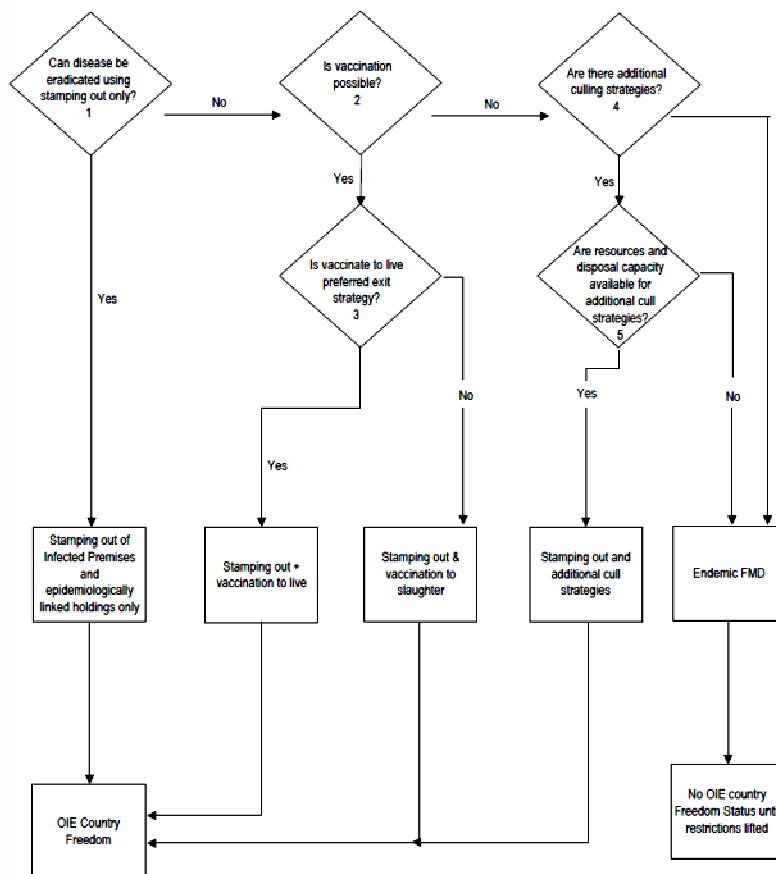 Can disease be
eradicated using
stamping out only?
1
No
Is vaccination
possible?
2
No
Are there additional
culling strategies?
4
Yes
Yes
Yes
Is vaccinate to live
preferred exit
strategy?
3
Are resources and
disposal capacity
available for
additional cull
strategies?
5
No
Yes
No
Yes
Stamping out of
Infected Premises
and
epidemiologically
linked holdings only
Stamping out +
vaccination to live
Stamping out &
vaccination to
slaughter
Stamping out and
additional cull
strategies
Endemic FMD
OIE Country
Freedom
No OIE country
Freedom Status unti
restrictions lifted